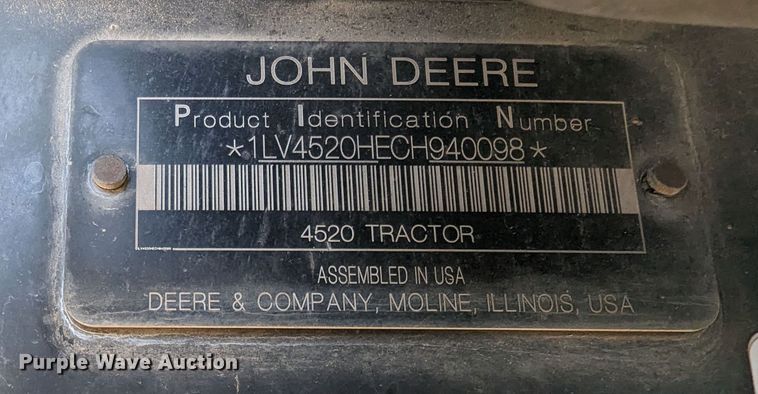 JOHN DEERE
Product Identification Number
*1LV4520HECH940098*
4520 TRACTOR
ASSEMBLED IN USA
DEERE & COMPANY, MOLINE, ILLINOIS, USA
Purple Wave Auction